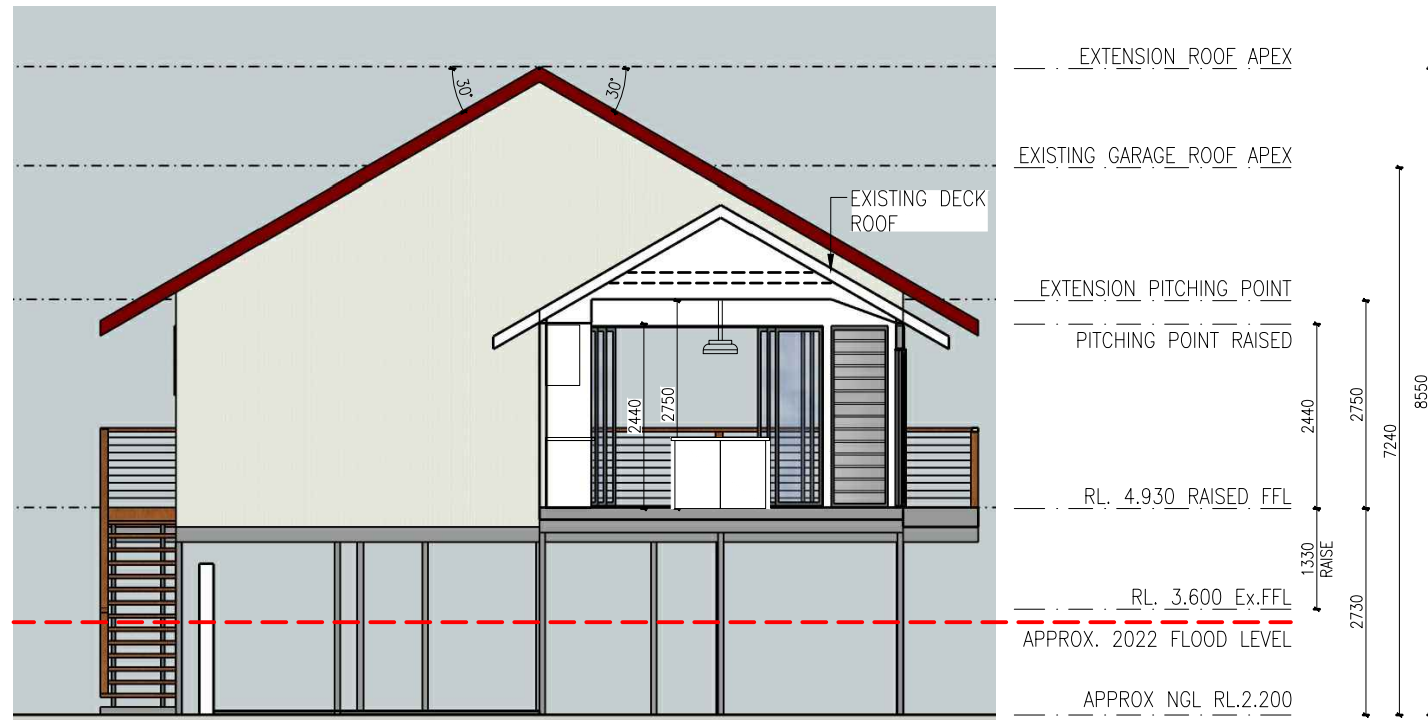 EXTENSION ROOF APEX
30°
30°
EXISTING GARAGE ROOF APEX
EXISTING DECK
ROOF
EXTENSION PITCHING POINT
PITCHING POINT RAISED
2440
2750
2440
2750
7240
8550
RL. 4.930 RAISED FFL
1330
RAISE
RL. 3.600 Ex.FFL
2730
APPROX. 2022 FLOOD LEVEL
APPROX NGL RL.2.200